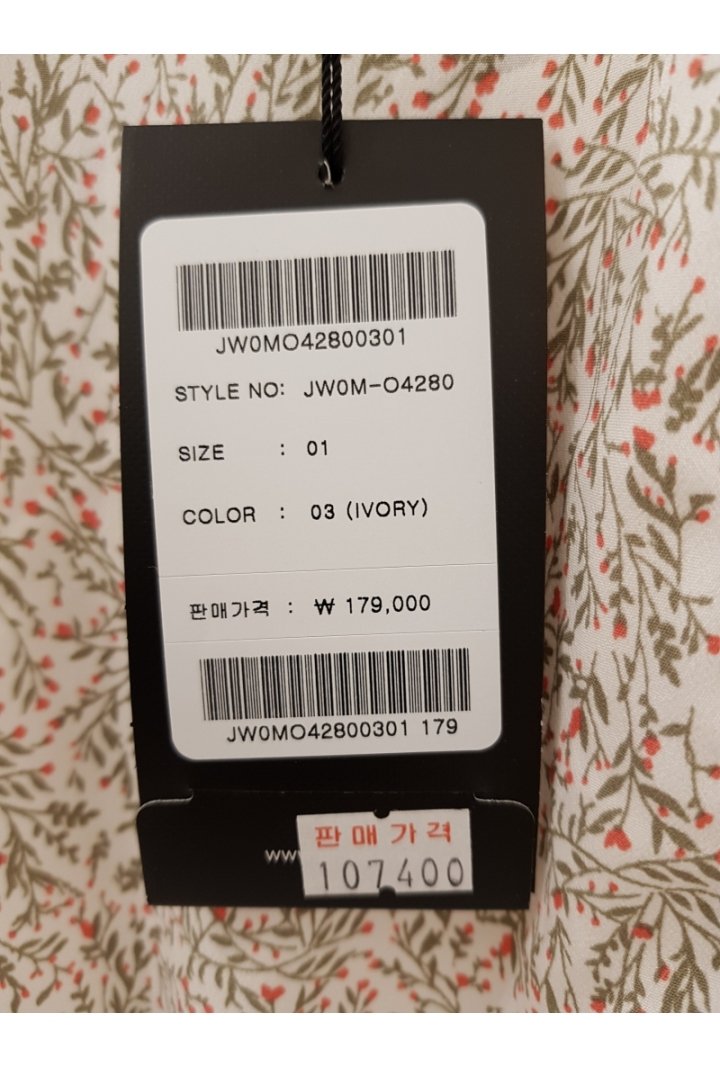 JW0MO42800301
STYLE NO: JW0M-O4280
SIZE : 01
COLOR : 03 (IVORY)
판매가격 : ₩ 179,000
JW0MO42800301 179
판매가격
107400